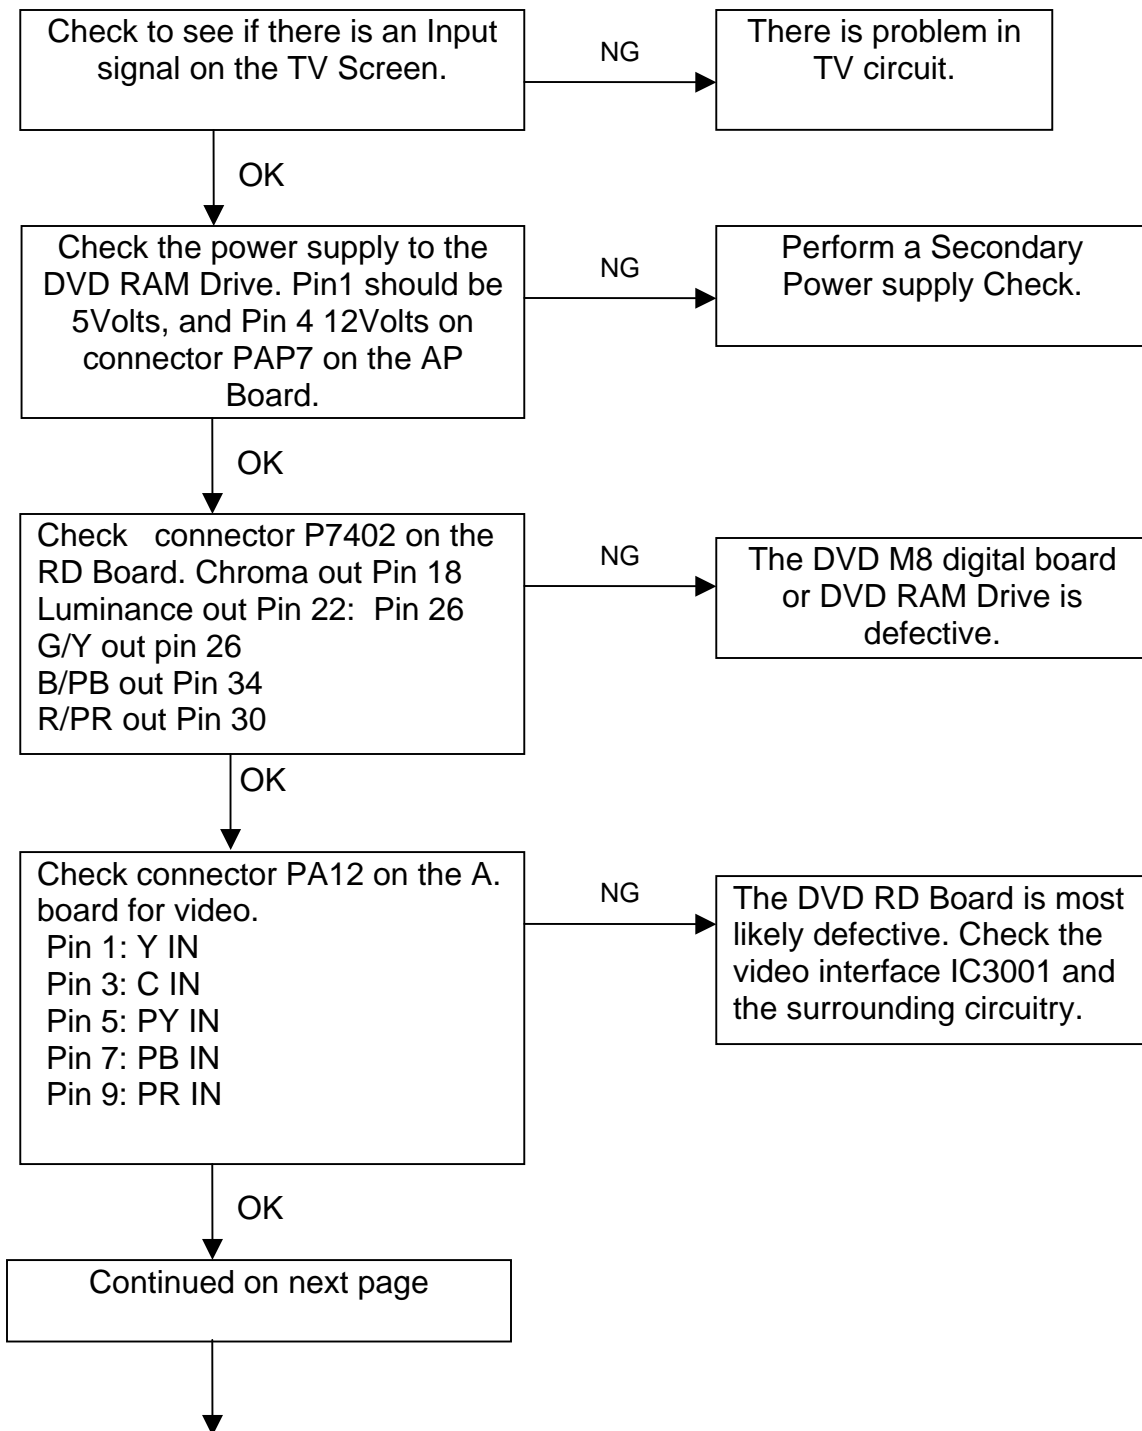 Check to see if there is an Input
signal on the TV Screen.
NG
There is problem in
TV circuit.
OK
Check the power supply to the
DVD RAM Drive. Pin1 should be
5Volts, and Pin 4 12Volts on
connector PAP7 on the AP
Board.
NG
Perform a Secondary
Power supply Check.
OK
Check connector P7402 on the
RD Board. Chroma out Pin 18
Luminance out Pin 22: Pin 26
G/Y out pin 26
B/PB out Pin 34
R/PR out Pin 30
NG
The DVD M8 digital board
or DVD RAM Drive is
defective.
OK
Check connector PA12 on the A.
board for video.
Pin 1: Y IN
Pin 3: C IN
Pin 5: PY IN
Pin 7: PB IN
Pin 9: PR IN
NG
The DVD RD Board is most
likely defective. Check the
video interface IC3001 and
the surrounding circuitry.
OK
Continued on next page